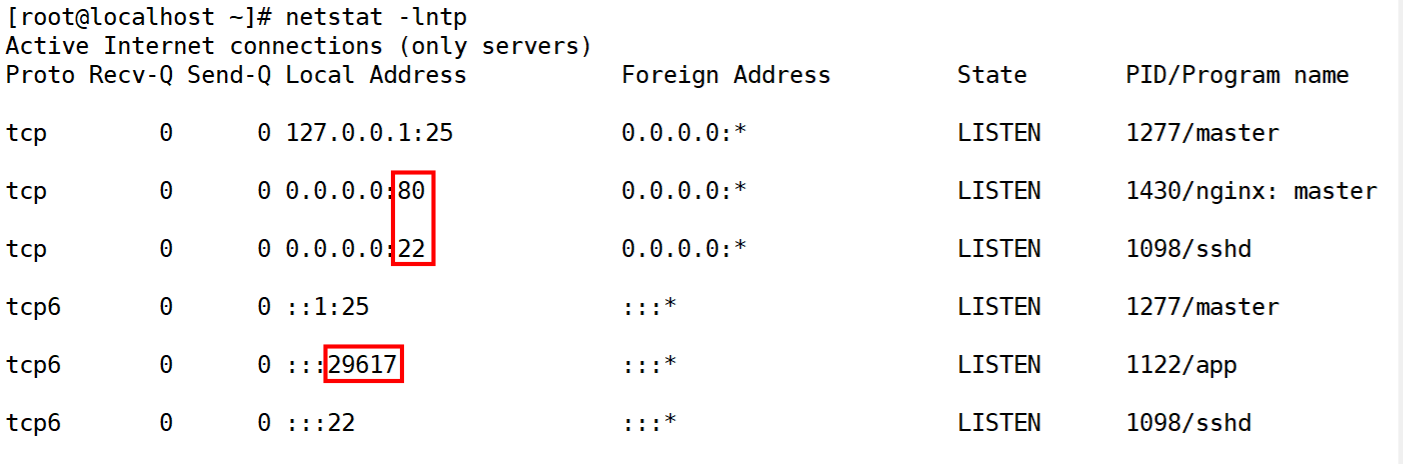 [root@localhost ~]# netstat -lntp
Active Internet connections (only servers)
Proto Recv-Q Send-Q Local Address           Foreign Address         State       PID/Program name
tcp        0      0 127.0.0.1:25            0.0.0.0:*               LISTEN      1277/master
tcp        0      0 0.0.0.0:80              0.0.0.0:*               LISTEN      1430/nginx: master
tcp        0      0 0.0.0.0:22              0.0.0.0:*               LISTEN      1098/sshd
tcp6       0      0 ::1:25                  :::*                    LISTEN      1277/master
tcp6       0      0 :::29617                :::*                    LISTEN      1122/app
tcp6       0      0 :::22                   :::*                    LISTEN      1098/sshd